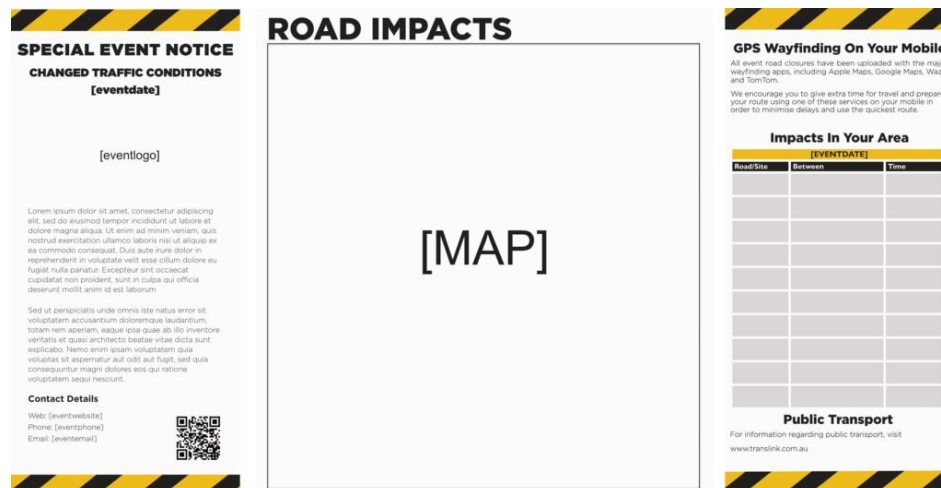 SPECIAL EVENT NOTICE
CHANGED TRAFFIC CONDITIONS
[eventdate]
[eventlogo]
Lorem ipsum dolor sit amet, consectetur adipiscing
elit, sed do eiusmod tempor incididunt ut labore et
dolore magna aliqua. Ut enim ad minim veniam, quis
nostrud exercitation ullamco laboris nisi ut aliquip ex
ea commodo consequat. Duis aute irure dolor in
reprehenderit in voluptate velit esse cillum dolore eu
fugiat nulla pariatur. Excepteur sint occaecat
cupidatat non proident, sunt in culpa qui officia
deserunt mollit anim id est laborum
Sed ut perspiciatis unde omnis iste natus error sit
voluptatem accusantium doloremque laudantium,
totam rem aperiam, eaque ipsa quae ab illo inventore
veritatis et quasi architecto beatae vitae dicta sunt
explicabo. Nemo enim ipsam voluptatem quia
voluptas sit aspernatur aut odit aut fugit, sed quia
consequuntur magni dolores eos qui ratione
voluptatem sequi nesciunt.
Contact Details
Web: [eventwebsite]
Phone: [eventphone]
Email: [eventemail]
ROAD IMPACTS
[MAP]
GPS Wayfinding On Your Mobile
All event road closures have been uploaded with the maj
wayfinding apps, including Apple Maps, Google Maps, Waz
and TomTom.
We encourage you to give extra time for travel and prepare
your route using one of these services on your mobile in
order to minimise delays and use the quickest route.
Impacts In Your Area
[EVENTDATE]
Road/Site Between Time
Public Transport
For information regarding public transport, visit
www.translink.com.au